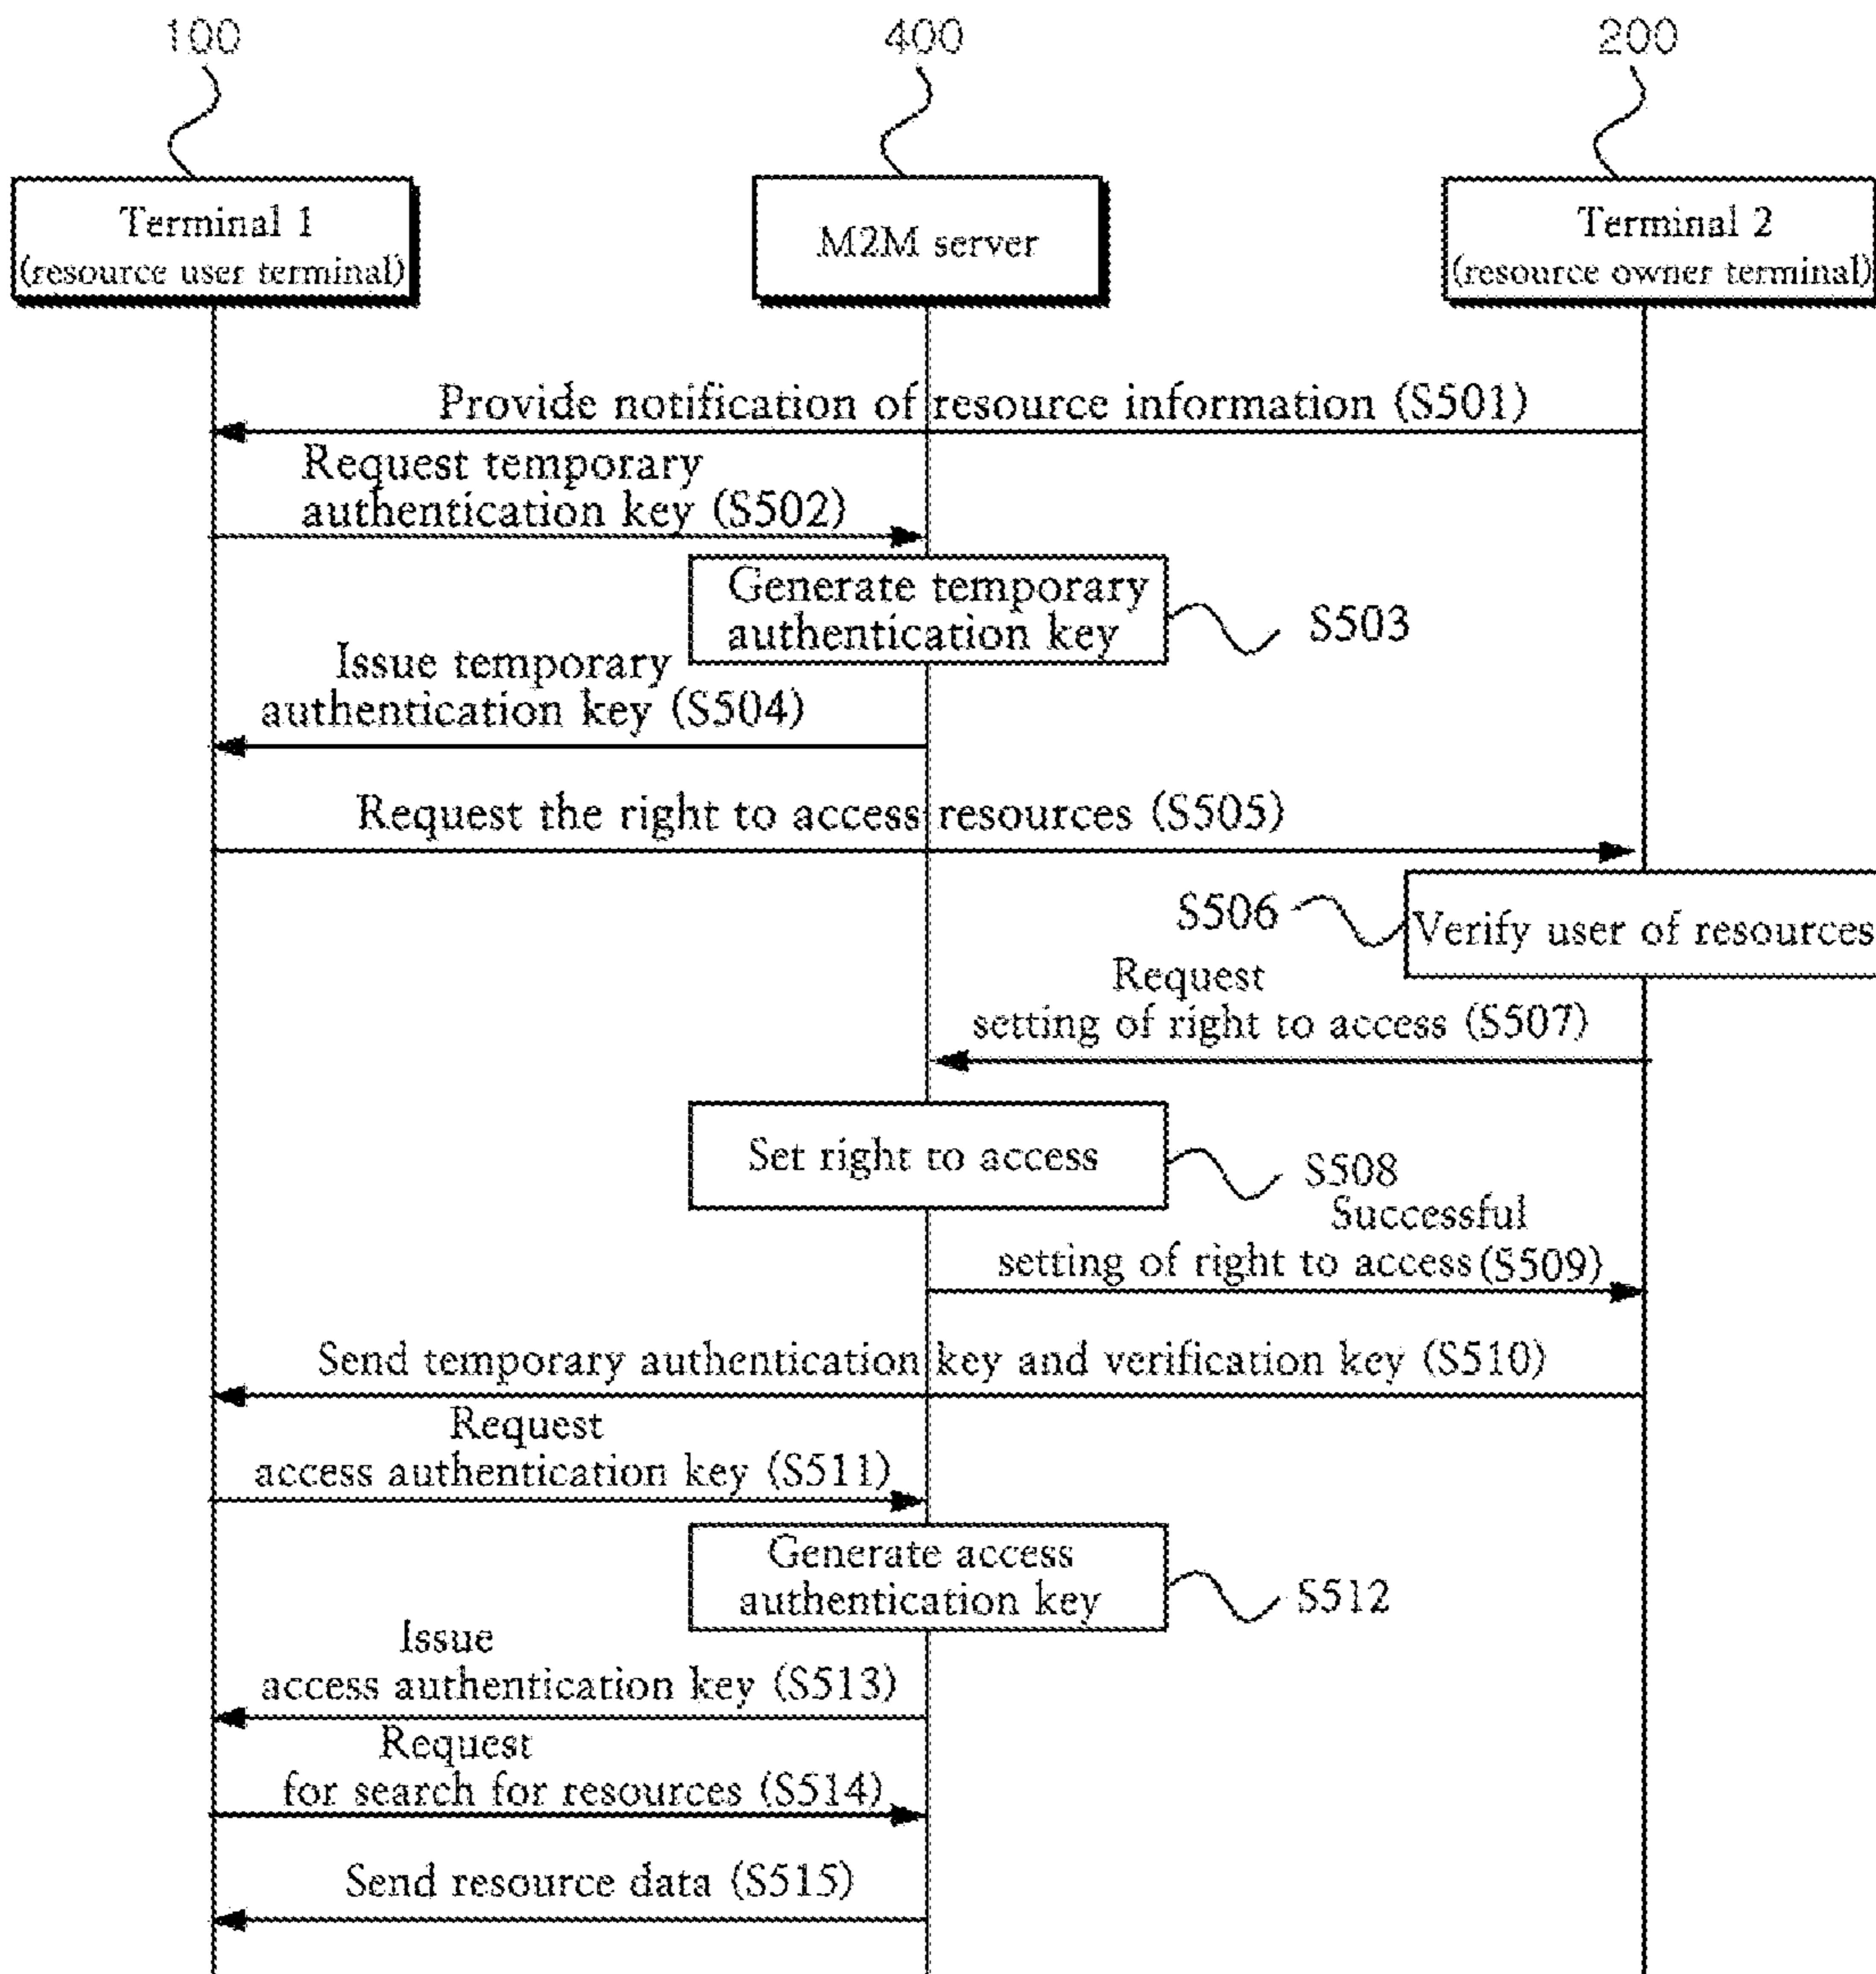 100
400
200
Terminal 1
(resource user terminal)
M2M server
Terminal 2
(resource owner terminal)
Provide notification of resource information (S501)
Request temporary
authentication key (S502)
Generate temporary
authentication key
S503
Issue temporary
authentication key (S504)
Request the right to access resources (S505)
S506
Verify user of resources
Request
setting of right to access (S507)
Set right to access
S508
Successful
setting of right to access (S509)
Send temporary authentication key and verification key (S510)
Request
access authentication key (S511)
Generate access
authentication key
S512
Issue
access authentication key (S513)
Request
for search for resources (S514)
Send resource data (S515)